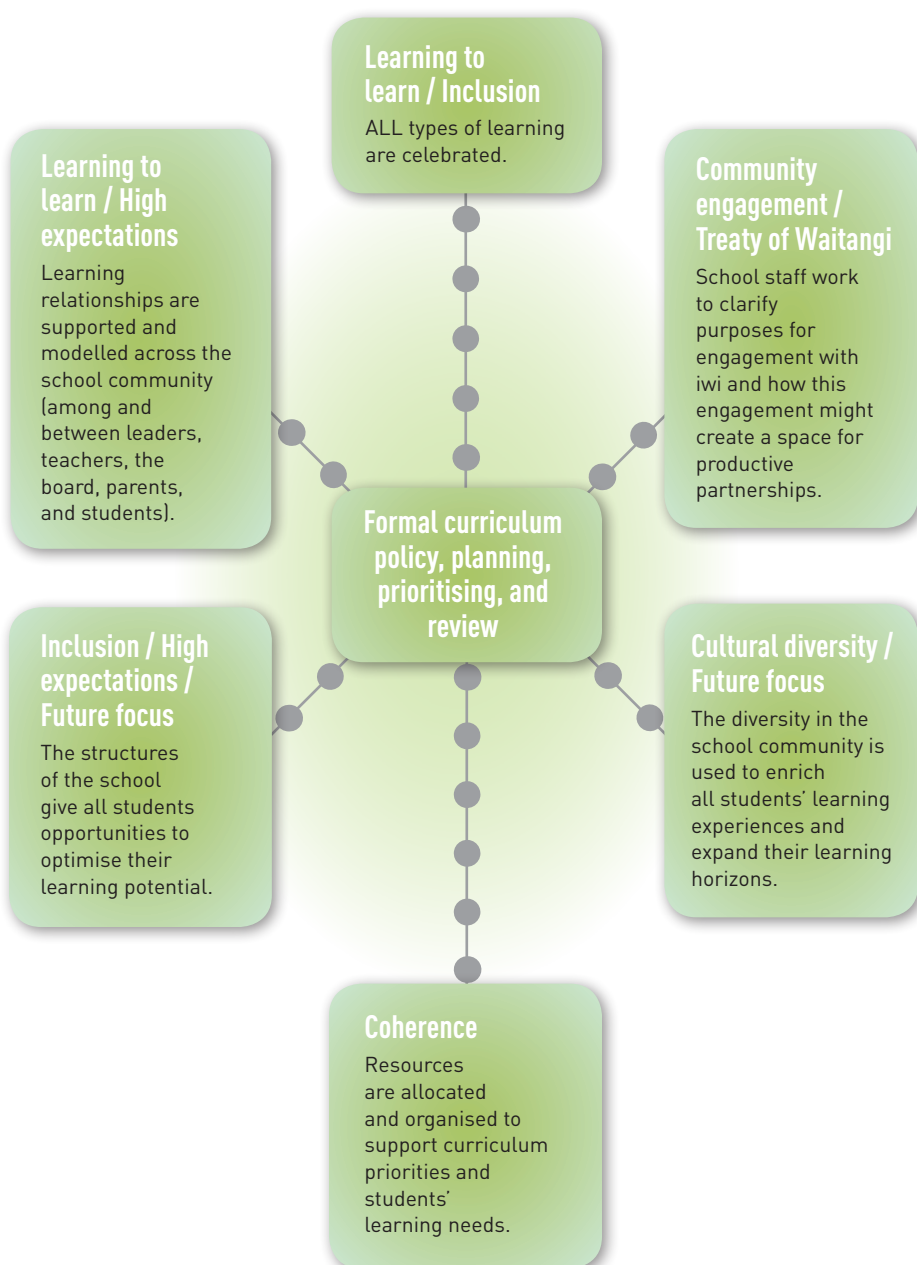 Learning to
learn / Inclusion
ALL types of learning
are celebrated.
Learning to
learn / High
expectations
Learning
relationships are
supported and
modelled across the
school community
(among and
between leaders,
teachers, the
board, parents,
and students).
Community
engagement /
Treaty of Waitangi
School staff work
to clarify
purposes for
engagement with
iwi and how this
engagement might
create a space for
productive
partnerships.
Formal curriculum
policy, planning,
prioritising, and
review
Inclusion / High
expectations /
Future focus
The structures
of the school
give all students
opportunities to
optimise their
learning potential.
Cultural diversity /
Future focus
The diversity in the
school community is
used to enrich
all students’ learning
experiences and
expand their learning
horizons.
Coherence
Resources
are allocated
and organised to
support curriculum
priorities and
students’
learning needs.